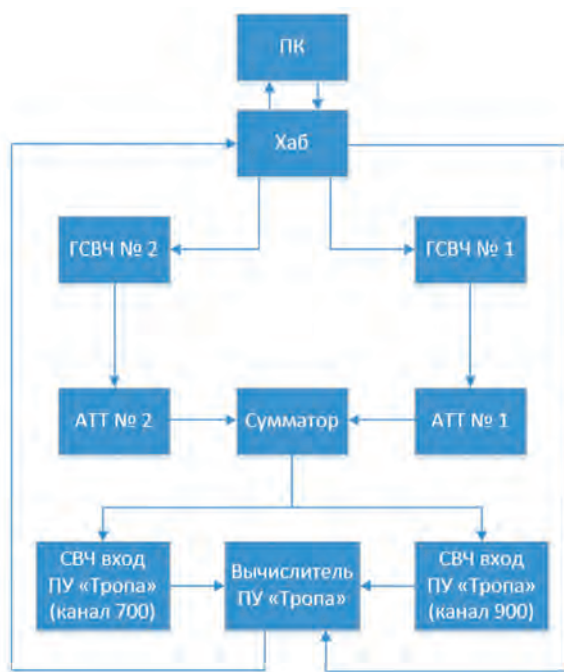 ПК
Хаб
ГСВЧ № 2
ГСВЧ № 1
АТТ № 2
Сумматор
АТТ № 1
СВЧ вход
ПУ «Тропа»
(канал 700)
Вычислитель
ПУ «Тропа»
СВЧ вход
ПУ «Тропа»
(канал 900)